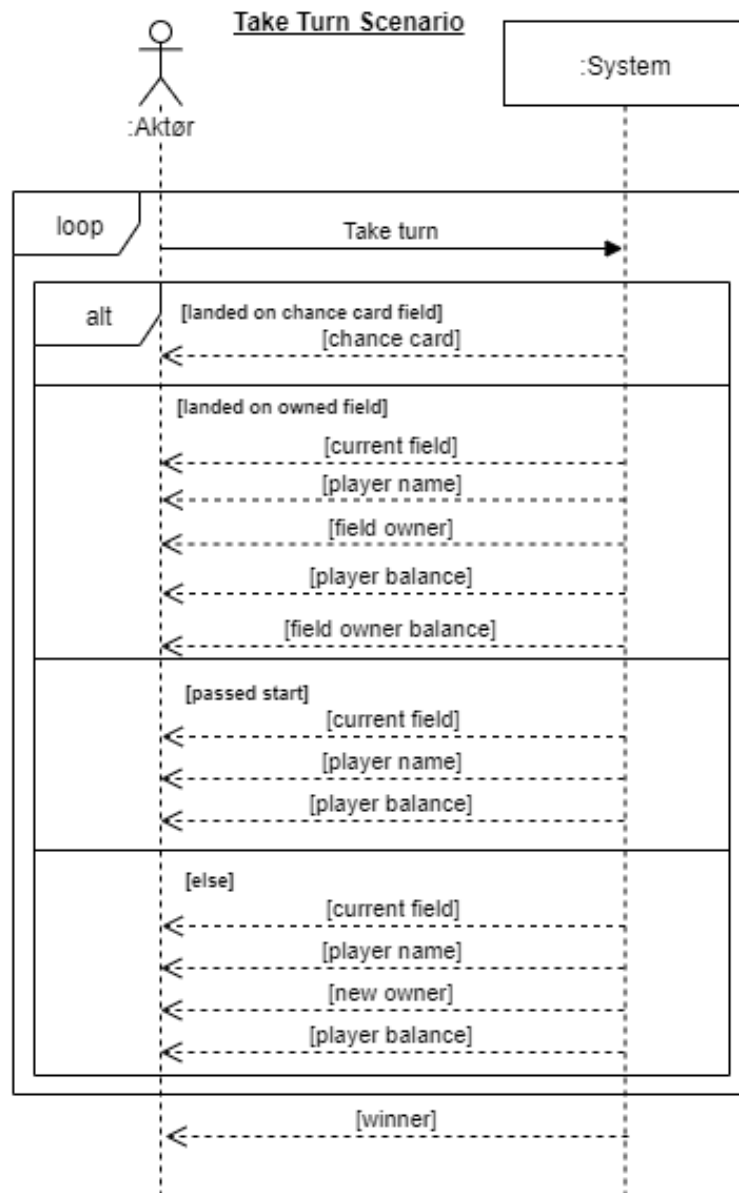 Take Turn Scenario
:System
:Aktør
loop
Take turn
alt
[landed on chance card field]
[chance card]
[landed on owned field]
[current field]
[player name]
[field owner]
[player balance]
[field owner balance]
[passed start]
[current field]
[player name]
[player balance]
[else]
[current field]
[player name]
[new owner]
[player balance]
[winner]